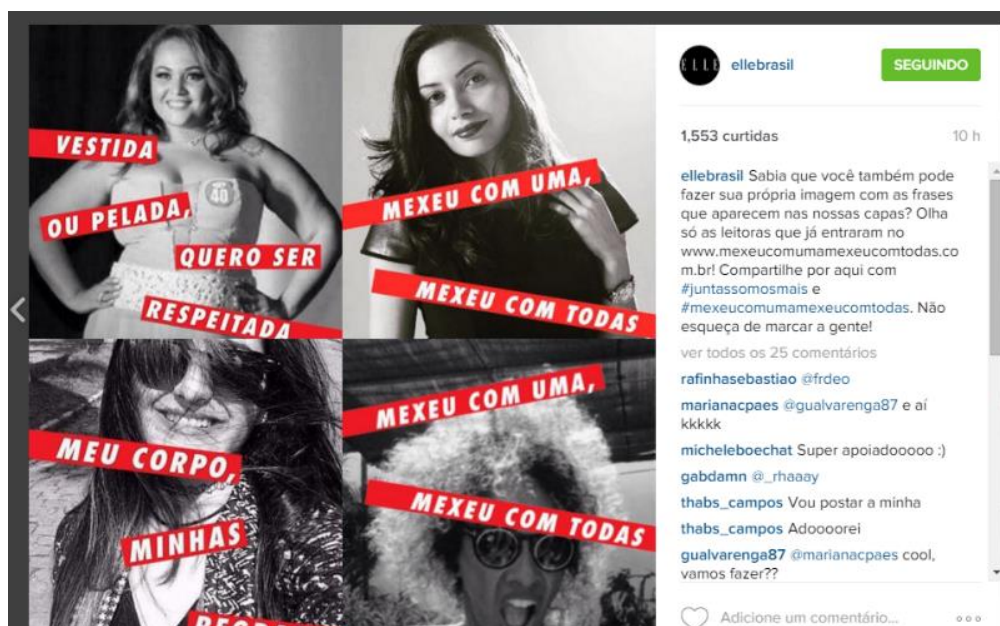 VESTIDA
OU PELADA,
QUERO SER
RESPEITADA
40
MEXEU COM UMA,
MEXEU COM TODAS
MEU CORPO,
MINHAS
MEXEU COM UMA,
MEXEU COM TODAS
ELLE
ellebrasil
SEGUINDO
1,553 curtidas
10 h
ellebrasil Sabia que você também pode
fazer sua própria imagem com as frases
que aparecem nas nossas capas? Olha
só as leitoras que já entraram no
www.mexeucomumamexeucomtodas.co
m.br! Compartilhe por aqui com
#juntassomosmais e
#mexeucomumamexeucomtodas. Não
esqueça de marcar a gente!
ver todos os 25 comentários
rafinhasebastiao @frdeo
marianacpaes @gualvarenga87 e aí
kkkkk
micheleboechat Super apoiadooooo :)
gabdamn @_rhaaay
thabs_campos Vou postar a minha
thabs_campos Adoooorei
gualvarenga87 @marianacpaes cool,
vamos fazer??
Adicione um comentário...